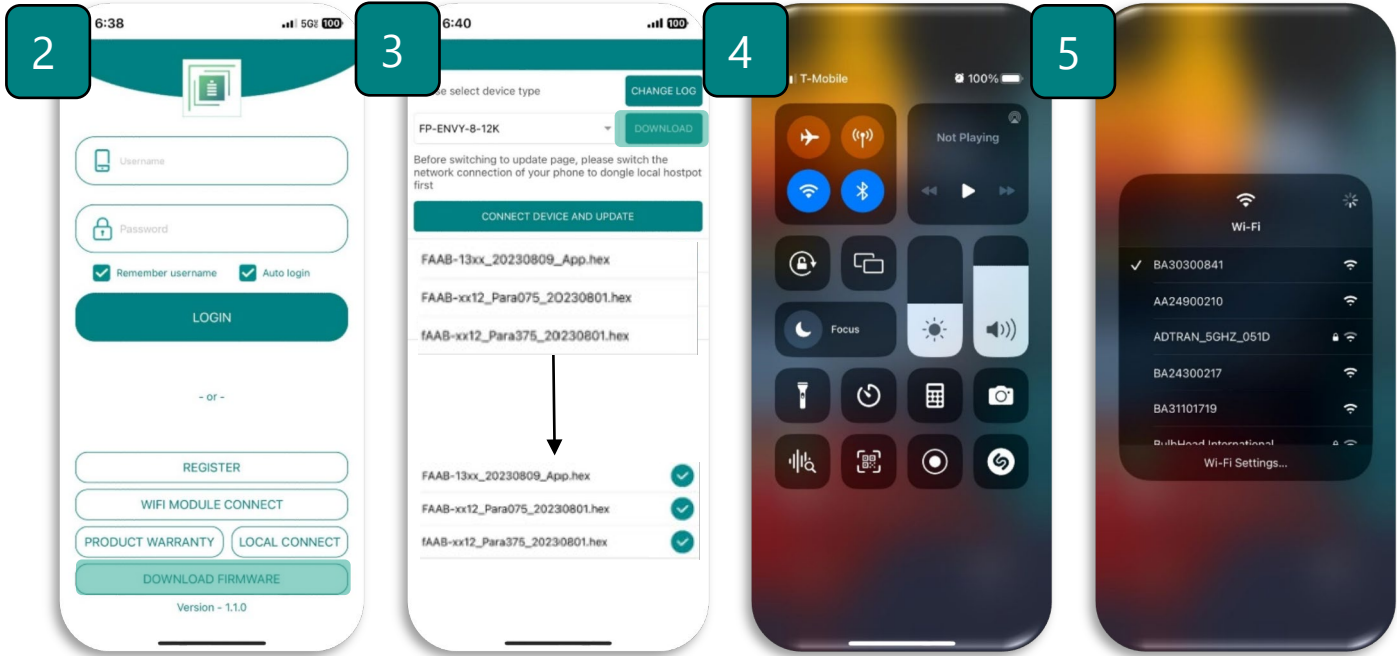 2
6:38
5G
100
Username
Password
Remember username
Auto login
LOGIN
- or -
REGISTER
WIFI MODULE CONNECT
PRODUCT WARRANTY
LOCAL CONNECT
DOWNLOAD FIRMWARE
Version - 1.1.0
3
6:40
100
select device type
CHANGE LOG
FP-ENVY-8-12K
DOWNLOAD
Before switching to update page, please switch the
network connection of your phone to dongle local hostpot
first
CONNECT DEVICE AND UPDATE
FAAB-13xx_20230809_App.hex
FAAB-xx12_Para075_20230801.hex
fAAB-xx12_Para375_20230801.hex
FAAB-13xx_20230809_App.hex
FAAB-xx12_Para075_20230801.hex
fAAB-xx12_Para375_20230801.hex
4
T-Mobile
100%
Not Playing
Focus
5
Wi-Fi
BA30300841
AA24900210
ADTRAN_5GHZ_051D
BA24300217
BA31101719
BulbHead International
Wi-Fi Settings...